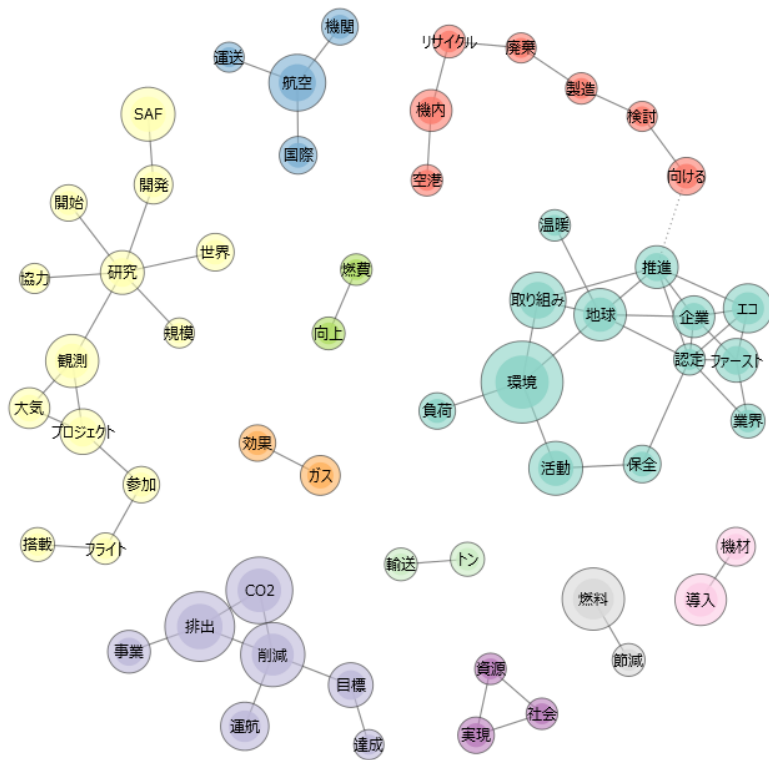 機関
運送
航空
国際
リサイクル
廃棄
製造
機内
検討
空港
向ける
SAF
開発
開始
世界
研究
協力
規模
観測
大気
プロジェクト
参加
搭載
フライト
燃費
向上
温暖
推進
取り組み
地球
企業
エコ
環境
認定
ファースト
負荷
業界
活動
保全
効果
ガス
輸送
トン
機材
燃料
導入
節減
CO2
排出
事業
削減
目標
運航
達成
資源
社会
実現